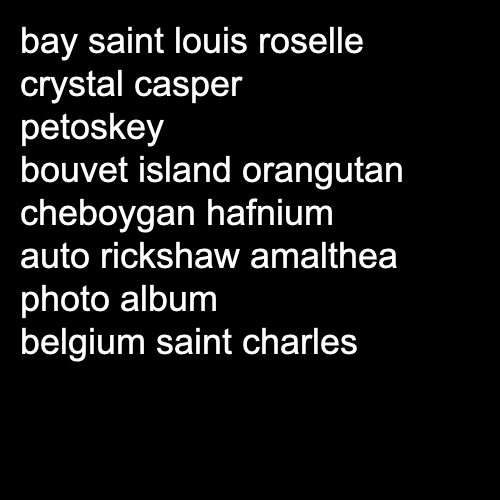 bay saint louis roselle
crystal casper
petoskey
bouvet island orangutan
cheboygan hafnium
auto rickshaw amalthea
photo album
belgium saint charles